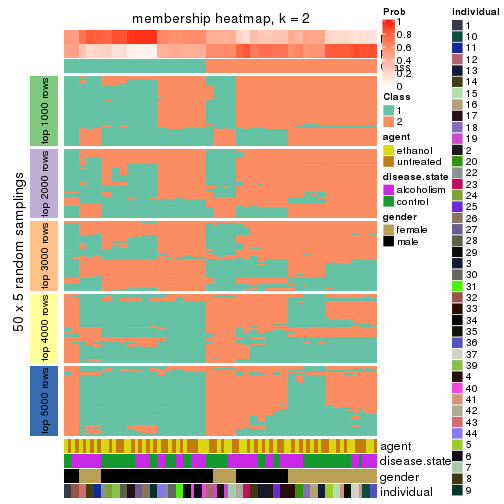 membership heatmap, k = 2
50 x 5 random samplings
top 1000 rows
top 2000 rows
top 3000 rows
top 4000 rows
top 5000 rows
agent
disease.state
gender
individual
Prob
1
0.8
0.6
0.4
0.2
0
Class
1
2
agent
ethanol
untreated
disease.state
akoholism
control
gender
female
male
individual
1
10
11
12
13
14
15
16
17
18
19
2
20
22
23
24
25
26
27
28
29
3
30
31
32
33
34
35
36
37
39
4
40
41
42
43
44
5
6
7
8
9